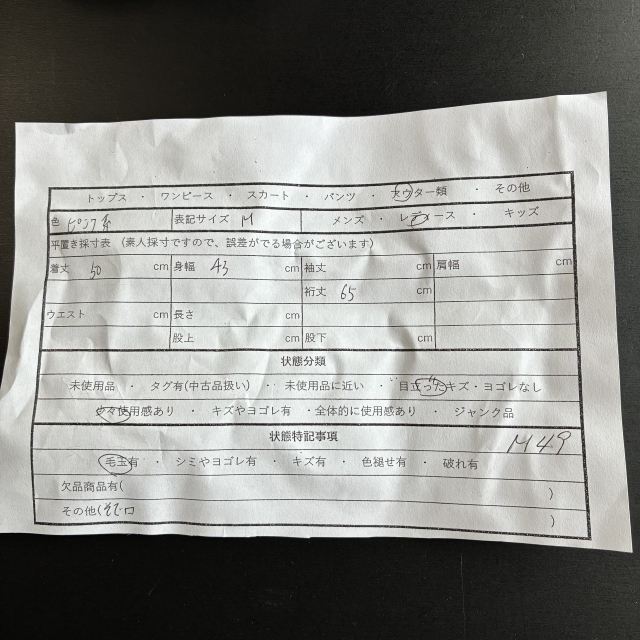 トップス ・ ワンピース ・ スカート ・ パンツ ・ アウター類 ・ その他
色 ピンク系 表記サイズ M メンズ ・ レディース ・ キッズ
平置き採寸表 (素人採寸ですので、誤差がでる場合がございます)
着丈 50 cm 身幅 43 cm 袖丈 cm 肩幅 cm
裄丈 65 cm
ウエスト cm 長さ cm cm
股上 cm 股下 cm
状態分類
未使用品 ・ タグ有(中古品扱い) ・ 未使用品に近い ・ 目立ったキズ・ヨゴレなし
やや使用感あり ・ キズやヨゴレ有 ・全体的に使用感あり ・ ジャンク品
状態特記事項 M49
毛玉有 ・ シミやヨゴレ有 ・ キズ有 ・ 色褪せ有 ・ 破れ有
欠品商品有( )
その他(そで口 )